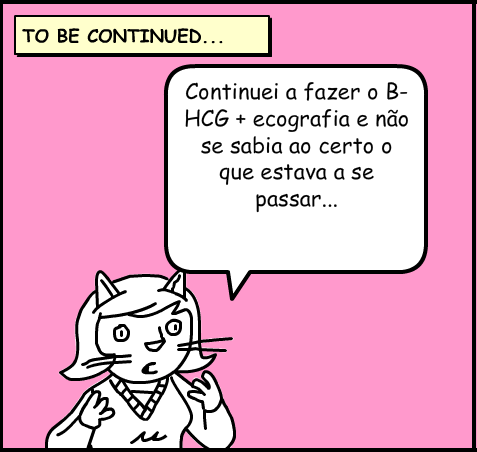 TO BE CONTINUED...
Continuei a fazer o B-
HCG + ecografia e não
se sabia ao certo o
que estava a se
passar...